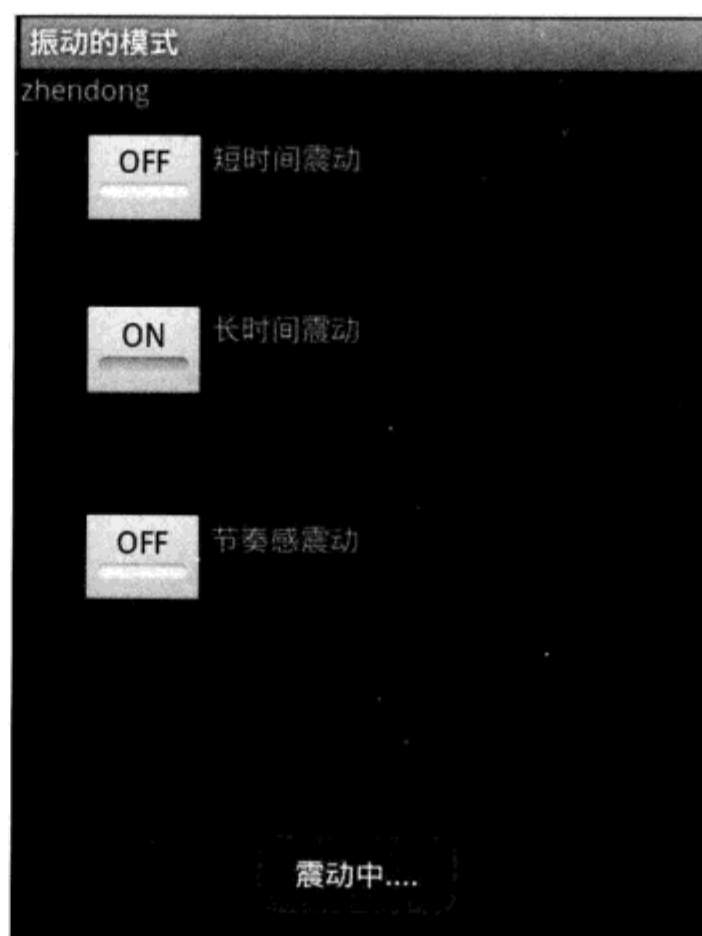 振动的模式
zhendong
OFF 短时间震动
ON 长时间震动
OFF 节奏感震动
震动中....